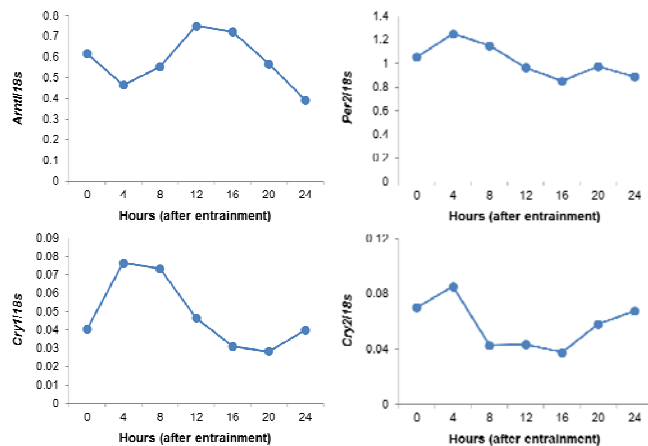 0.8
0.7
0.6
0.5
0.4
0.3
0.2
0.1
0
Arntl/18s
0 4 8 12 16 20 24
Hours (after entrainment)
1.4
1.2
1
0.8
0.6
0.4
0.2
0
Per2/18s
0 4 8 12 16 20 24
Hours (after entrainment)
0.09
0.08
0.07
0.06
0.05
0.04
0.03
0.02
0.01
0
Cry1/18s
0 4 8 12 16 20 24
Hours (after entrainment)
0.12
0.08
0.04
0
Cry2/18s
0 4 8 12 16 20 24
Hours (after entrainment)